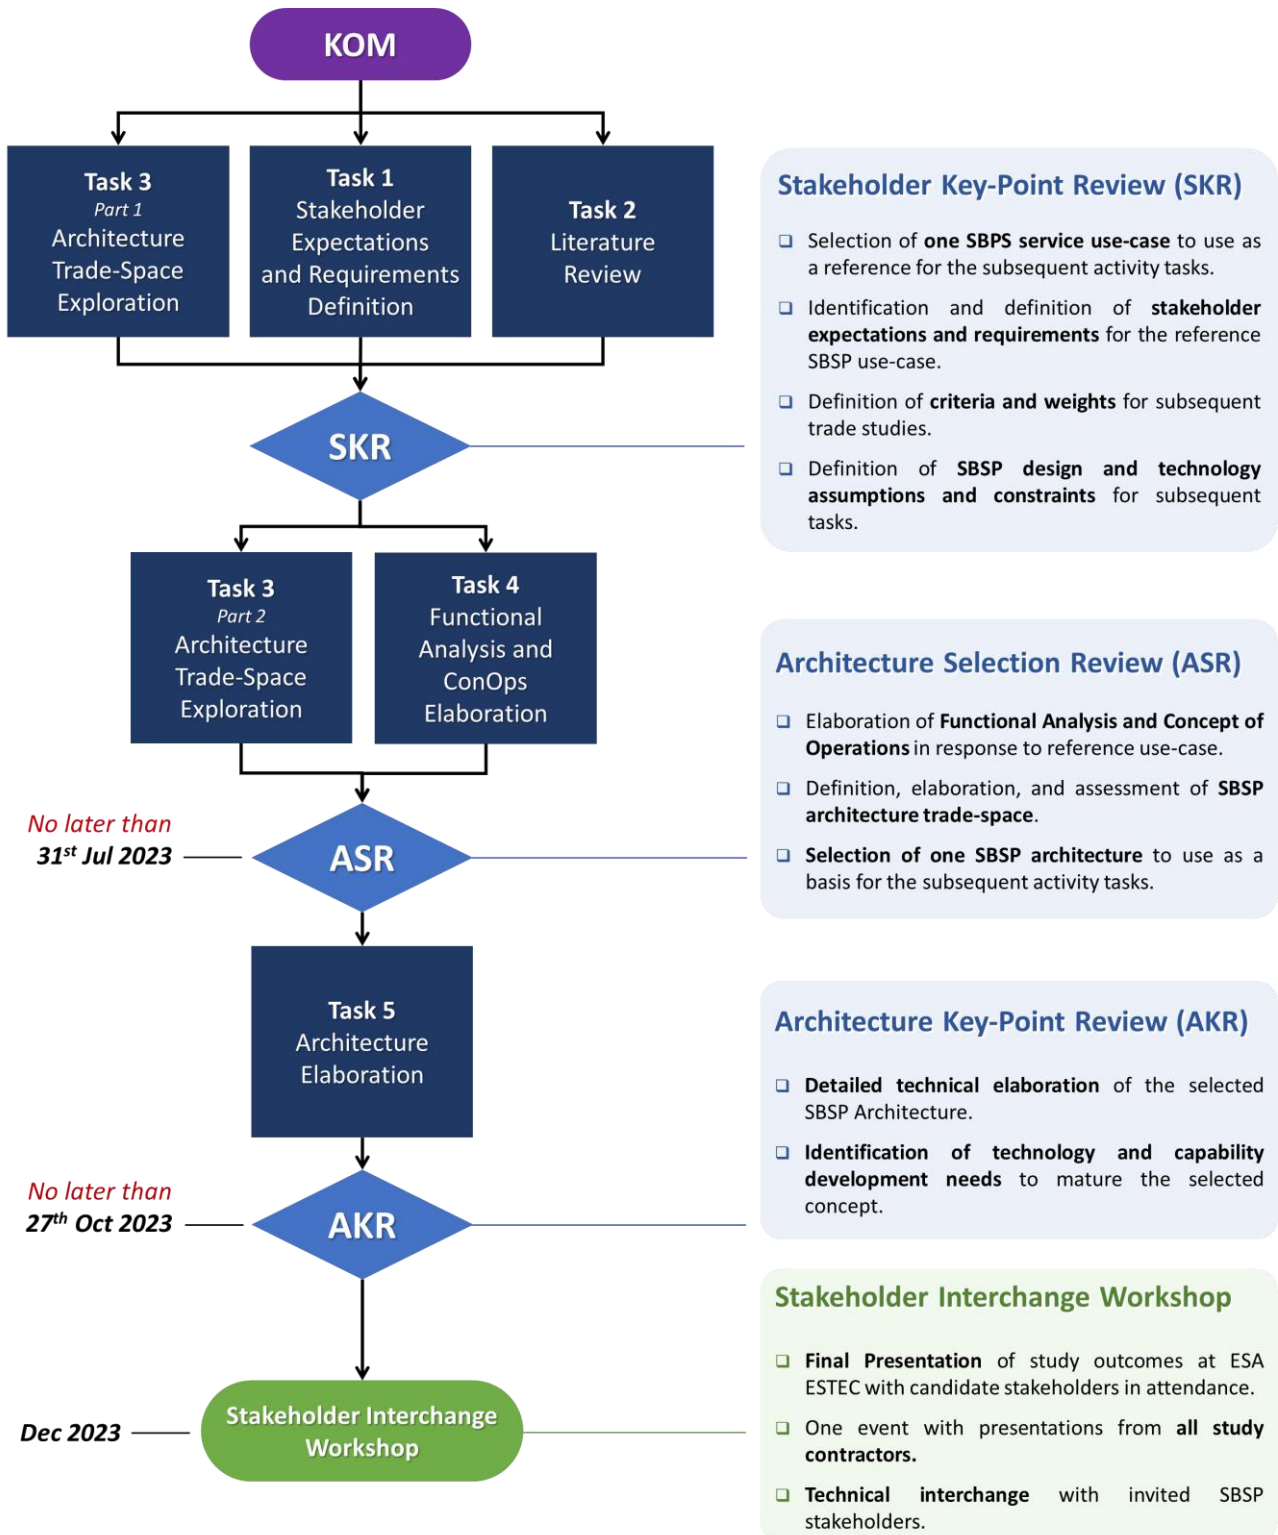 KOM
Task 3
Part 1
Architecture
Trade-Space
Exploration
Task 1
Stakeholder
Expectations
and Requirements
Definition
Task 2
Literature
Review
SKR
Stakeholder Key-Point Review (SKR)
Selection of one SBPS service use-case to use as
a reference for the subsequent activity tasks.
Identification and definition of stakeholder
expectations and requirements for the reference
SBSP use-case.
Definition of criteria and weights for subsequent
trade studies.
Definition of SBSP design and technology
assumptions and constraints for subsequent
tasks.
Task 3
Part 2
Architecture
Trade-Space
Exploration
Task 4
Functional
Analysis and
ConOps
Elaboration
No later than
31st Jul 2023
ASR
Architecture Selection Review (ASR)
Elaboration of Functional Analysis and Concept of
Operations in response to reference use-case.
Definition, elaboration, and assessment of SBSP
architecture trade-space.
Selection of one SBSP architecture to use as a
basis for the subsequent activity tasks.
Task 5
Architecture
Elaboration
No later than
27th Oct 2023
AKR
Architecture Key-Point Review (AKR)
Detailed technical elaboration of the selected
SBSP Architecture.
Identification of technology and capability
development needs to mature the selected
concept.
Dec 2023
Stakeholder Interchange
Workshop
Stakeholder Interchange Workshop
Final Presentation of study outcomes at ESA
ESTEC with candidate stakeholders in attendance.
One event with presentations from all study
contractors.
Technical interchange with invited SBSP
stakeholders.